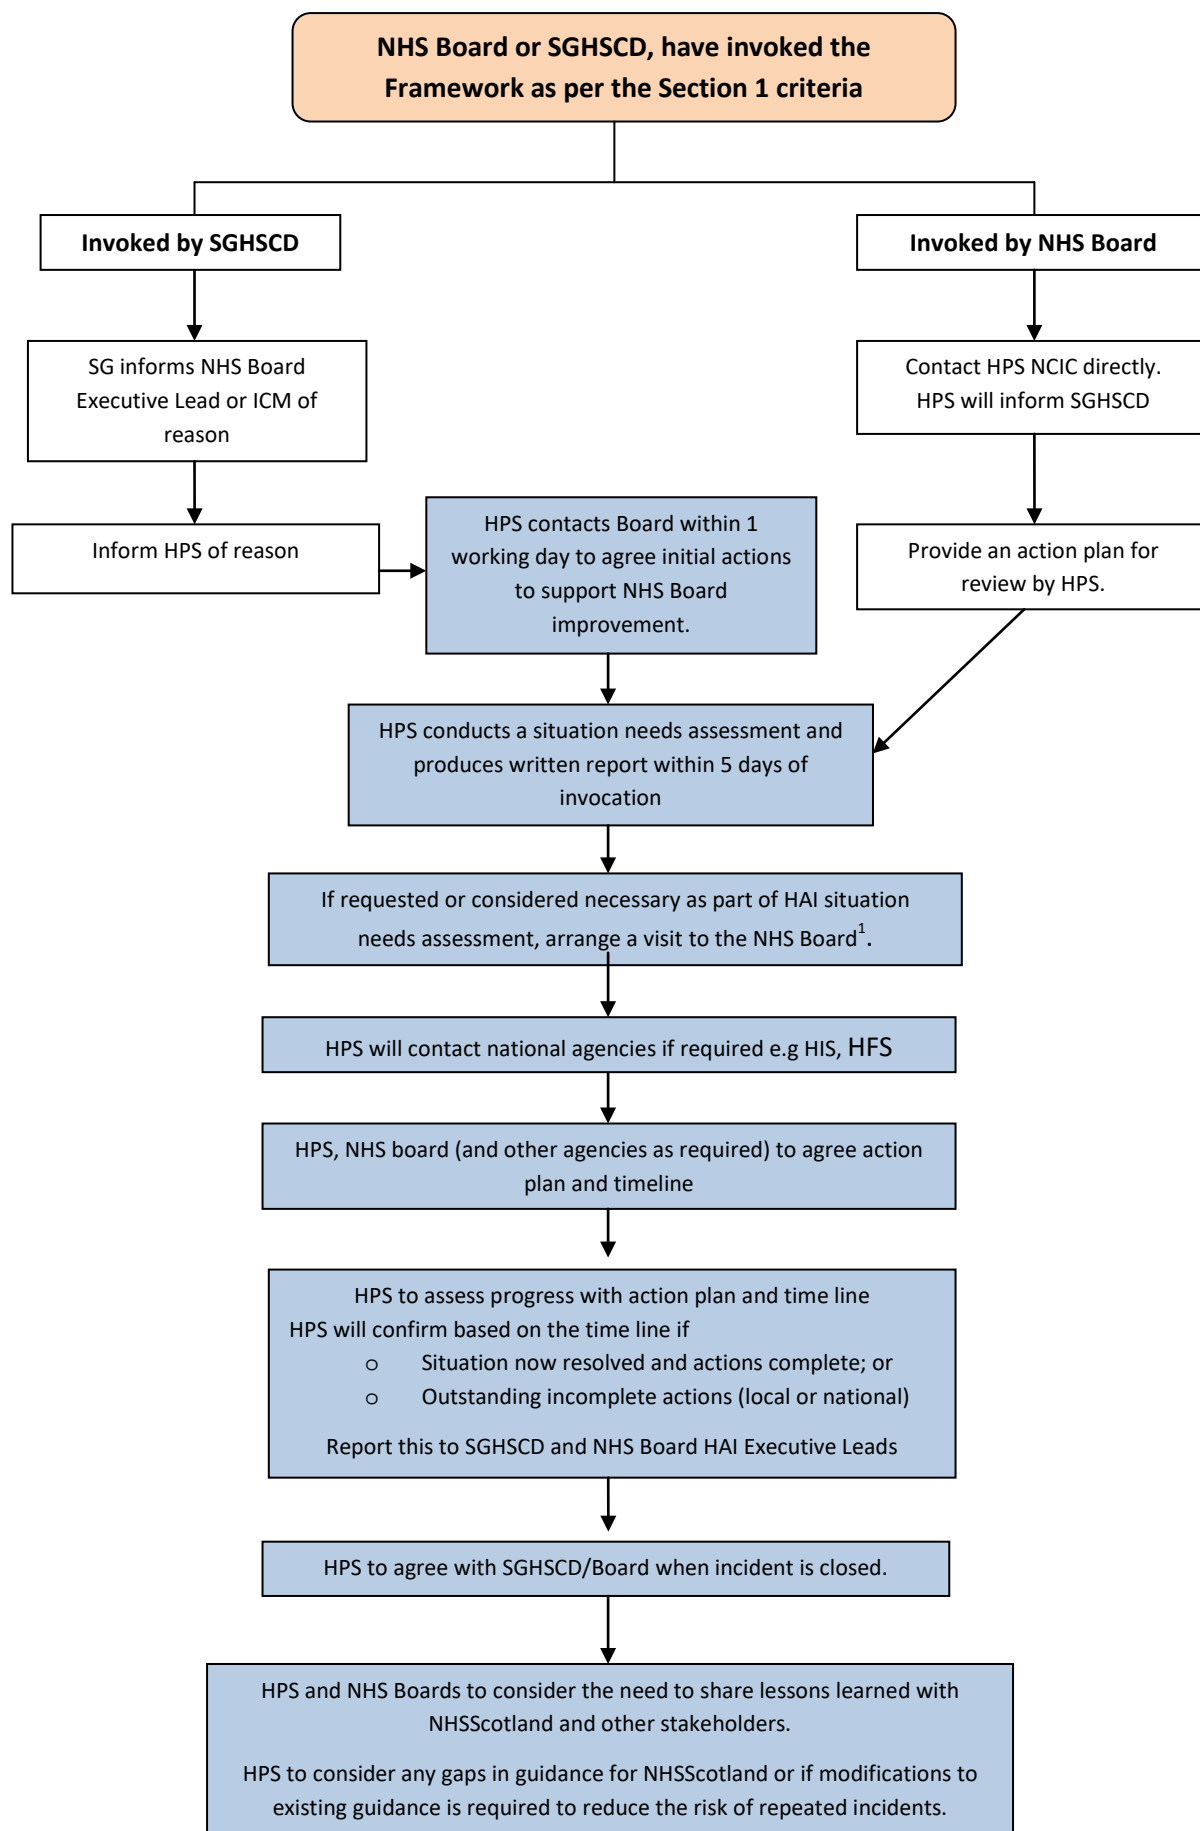 NHS Board or SGHSCD, have invoked the
Framework as per the Section 1 criteria
Invoked by SGHSCD
Invoked by NHS Board
SG informs NHS Board
Executive Lead or ICM of
reason
Contact HPS NCIC directly.
HPS will inform SGHSCD
Inform HPS of reason
HPS contacts Board within 1
working day to agree initial actions
to support NHS Board
improvement.
Provide an action plan for
review by HPS.
HPS conducts a situation needs assessment and
produces written report within 5 days of
invocation
If requested or considered necessary as part of HAI situation
needs assessment, arrange a visit to the NHS Board¹.
HPS will contact national agencies if required e.g HIS, HFS
HPS, NHS board (and other agencies as required) to agree action
plan and timeline
HPS to assess progress with action plan and time line
HPS will confirm based on the time line if
o Situation now resolved and actions complete; or
o Outstanding incomplete actions (local or national)
Report this to SGHSCD and NHS Board HAI Executive Leads
HPS to agree with SGHSCD/Board when incident is closed.
HPS and NHS Boards to consider the need to share lessons learned with
NHSScotland and other stakeholders.
HPS to consider any gaps in guidance for NHSScotland or if modifications to
existing guidance is required to reduce the risk of repeated incidents.